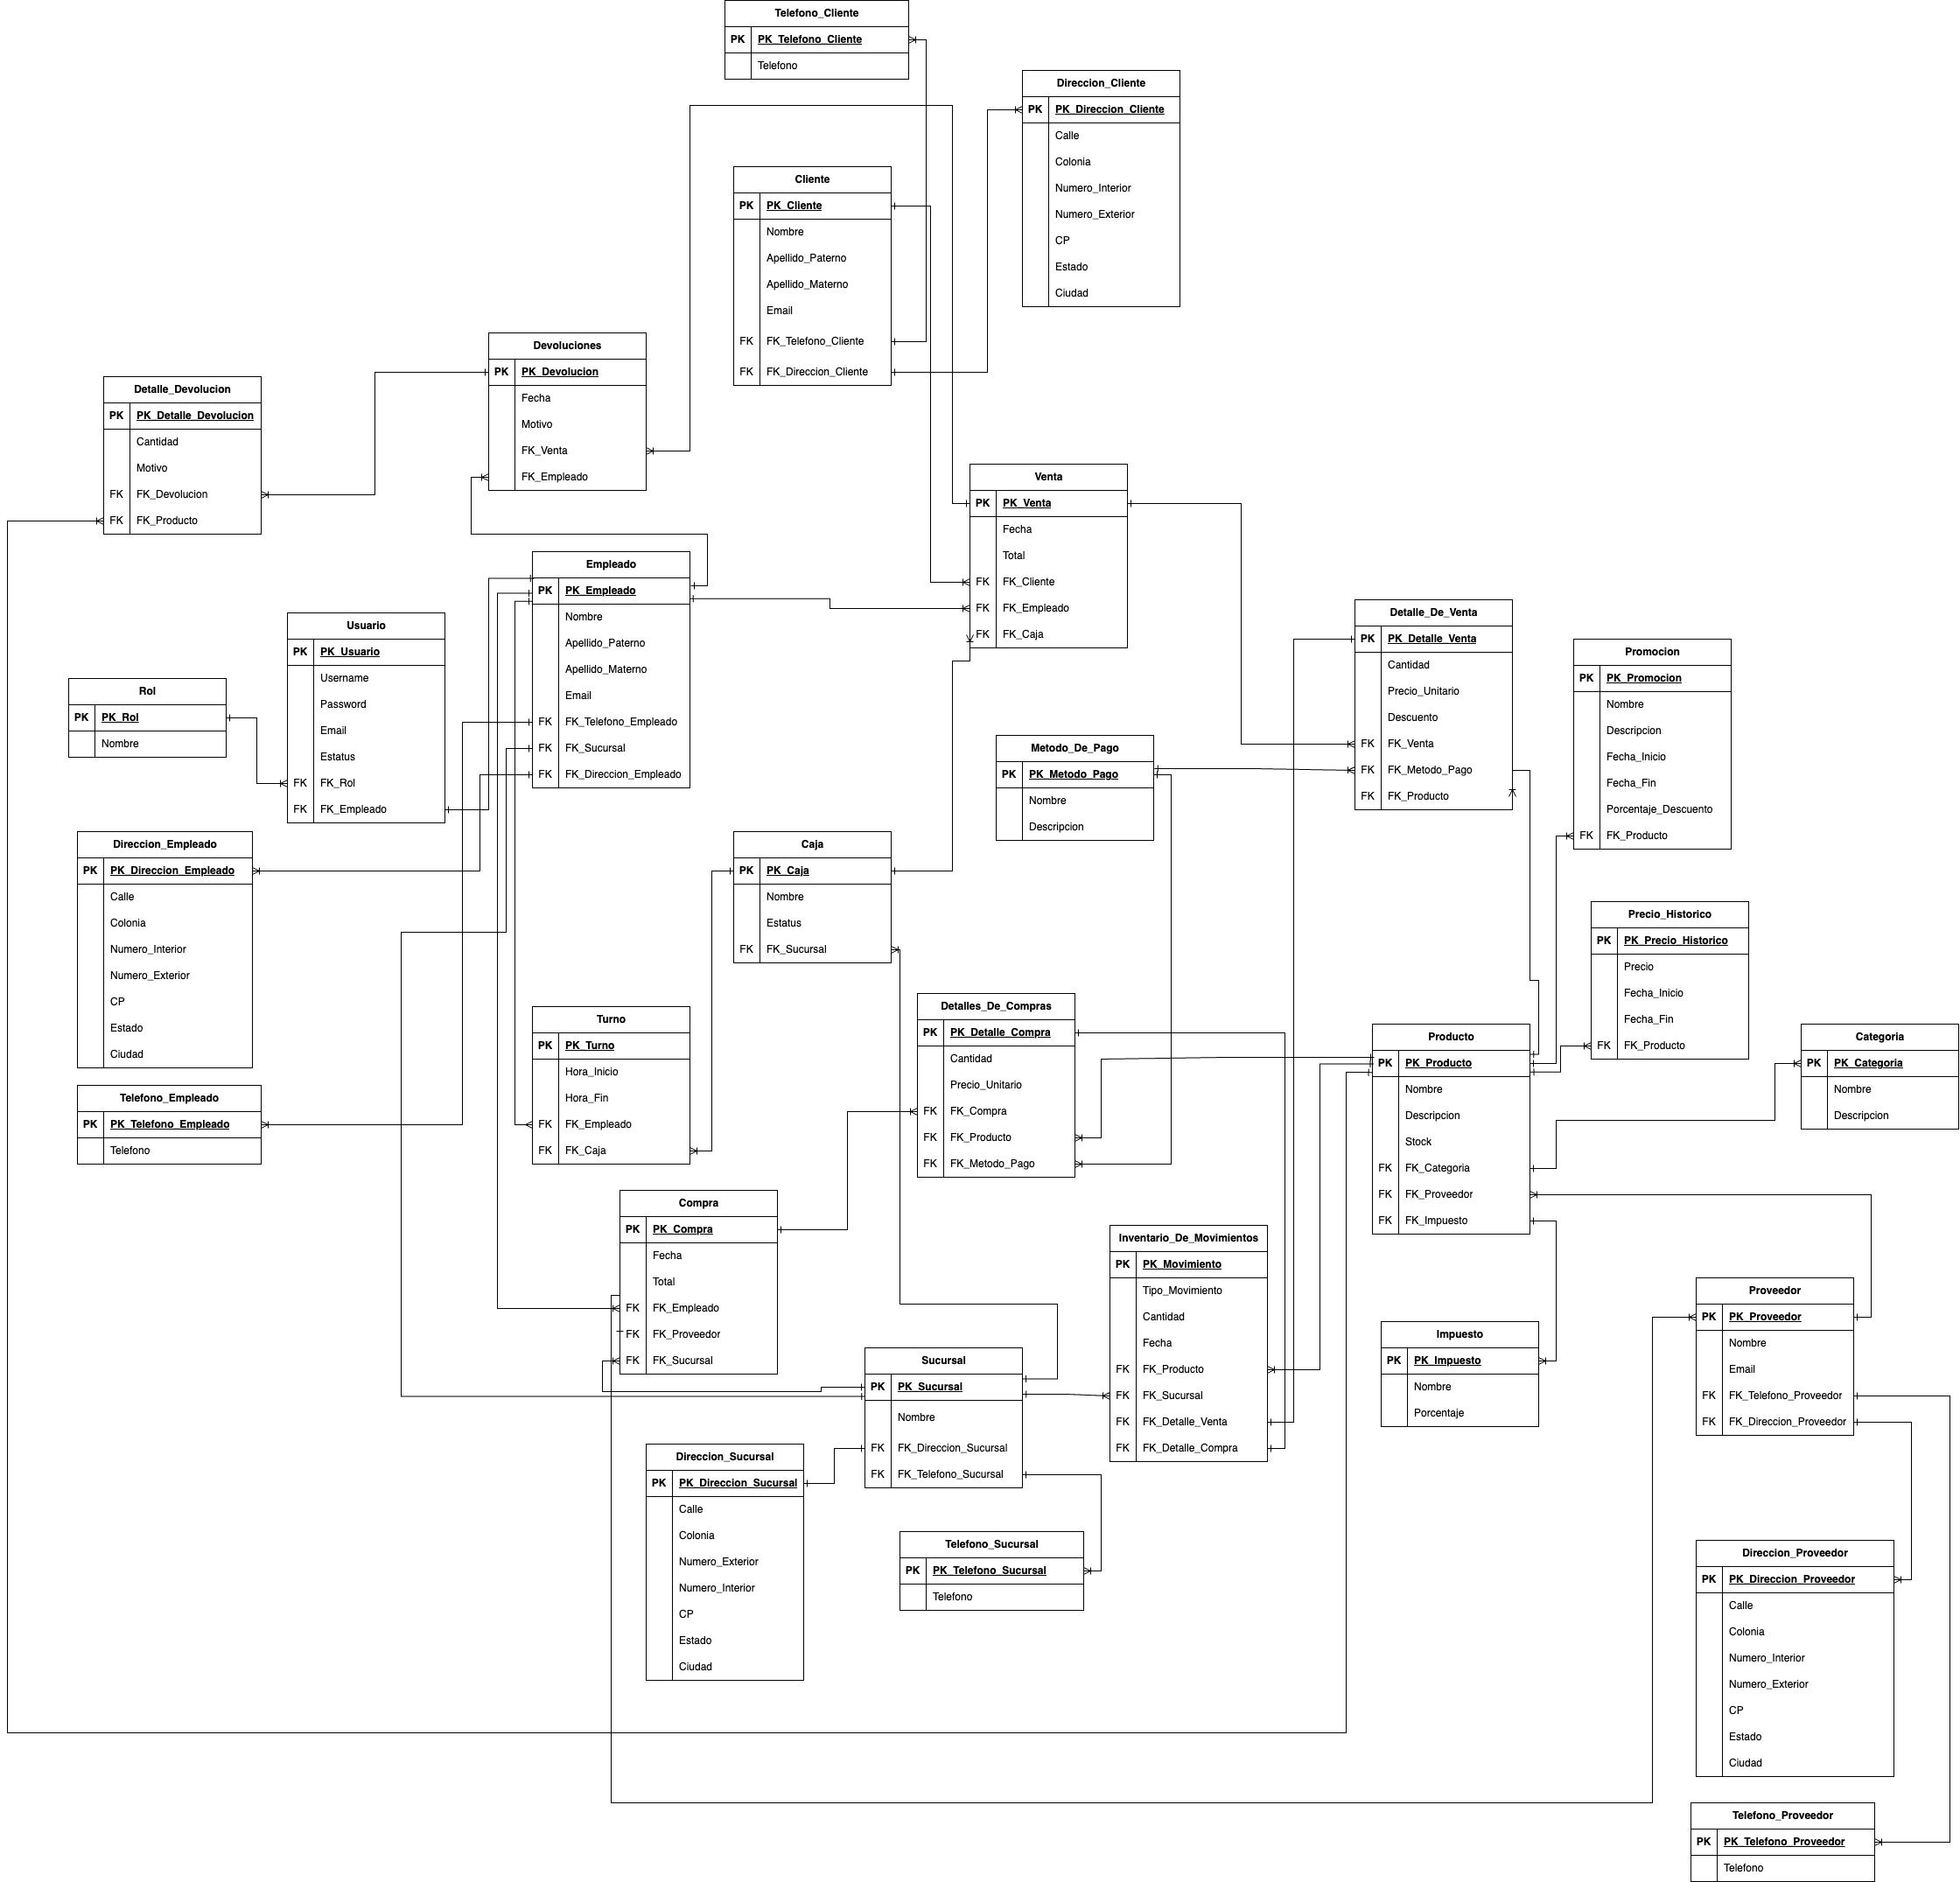 Telefono_Cliente
PK PK_Telefono_Cliente
Telefono
Direccion_Cliente
PK PK_Direccion_Cliente
Calle
Colonia
Numero_Interior
Numero_Exterior
CP
Estado
Ciudad
Cliente
PK PK_Cliente
Nombre
Apellido_Paterno
Apellido_Materno
Email
FK FK_Telefono_Cliente
FK FK_Direccion_Cliente
Devoluciones
PK PK_Devolucion
Fecha
Motivo
FK_Venta
FK_Empleado
Detalle_Devolucion
PK PK_Detalle_Devolucion
Cantidad
Motivo
FK FK_Devolucion
FK FK_Producto
Venta
PK PK_Venta
Fecha
Total
FK FK_Cliente
FK FK_Empleado
FK FK_Caja
Empleado
PK PK_Empleado
Nombre
Apellido_Paterno
Apellido_Materno
Email
FK FK_Telefono_Empleado
FK FK_Sucursal
FK FK_Direccion_Empleado
Usuario
PK PK_Usuario
Username
Password
Email
Estatus
FK FK_Rol
FK FK_Empleado
Rol
PK PK_Rol
Nombre
Detalle_De_Venta
PK PK_Detalle_Venta
Cantidad
Precio_Unitario
Descuento
FK FK_Venta
FK FK_Metodo_Pago
FK FK_Producto
Promocion
PK PK_Promocion
Nombre
Descripcion
Fecha_Inicio
Fecha_Fin
Porcentaje_Descuento
FK FK_Producto
Metodo_De_Pago
PK PK_Metodo_Pago
Nombre
Descripcion
Direccion_Empleado
PK PK_Direccion_Empleado
Calle
Colonia
Numero_Interior
Numero_Exterior
CP
Estado
Ciudad
Caja
PK PK_Caja
Nombre
Estatus
FK FK_Sucursal
Precio_Historico
PK PK_Precio_Historico
Precio
Fecha_Inicio
Fecha_Fin
FK FK_Producto
Turno
PK PK_Turno
Hora_Inicio
Hora_Fin
FK FK_Empleado
FK FK_Caja
Detalles_De_Compras
PK PK_Detalle_Compra
Cantidad
Precio_Unitario
FK FK_Compra
FK FK_Producto
FK FK_Metodo_Pago
Producto
PK PK_Producto
Nombre
Descripcion
Stock
FK FK_Categoria
FK FK_Proveedor
FK FK_Impuesto
Categoria
PK PK_Categoria
Nombre
Descripcion
Telefono_Empleado
PK PK_Telefono_Empleado
Telefono
Compra
PK PK_Compra
Fecha
Total
FK FK_Empleado
FK FK_Proveedor
FK FK_Sucursal
Inventario_De_Movimientos
PK PK_Movimiento
Tipo_Movimiento
Cantidad
Fecha
FK FK_Producto
FK FK_Sucursal
FK FK_Detalle_Venta
FK FK_Detalle_Compra
Proveedor
PK PK_Proveedor
Nombre
Email
FK FK_Telefono_Proveedor
FK FK_Direccion_Proveedor
Impuesto
PK PK_Impuesto
Nombre
Porcentaje
Sucursal
PK PK_Sucursal
Nombre
FK FK_Direccion_Sucursal
FK FK_Telefono_Sucursal
Direccion_Sucursal
PK PK_Direccion_Sucursal
Calle
Colonia
Numero_Exterior
Numero_Interior
CP
Estado
Ciudad
Telefono_Sucursal
PK PK_Telefono_Sucursal
Telefono
Direccion_Proveedor
PK PK_Direccion_Proveedor
Calle
Colonia
Numero_Interior
Numero_Exterior
CP
Estado
Ciudad
Telefono_Proveedor
PK PK_Telefono_Proveedor
Telefono